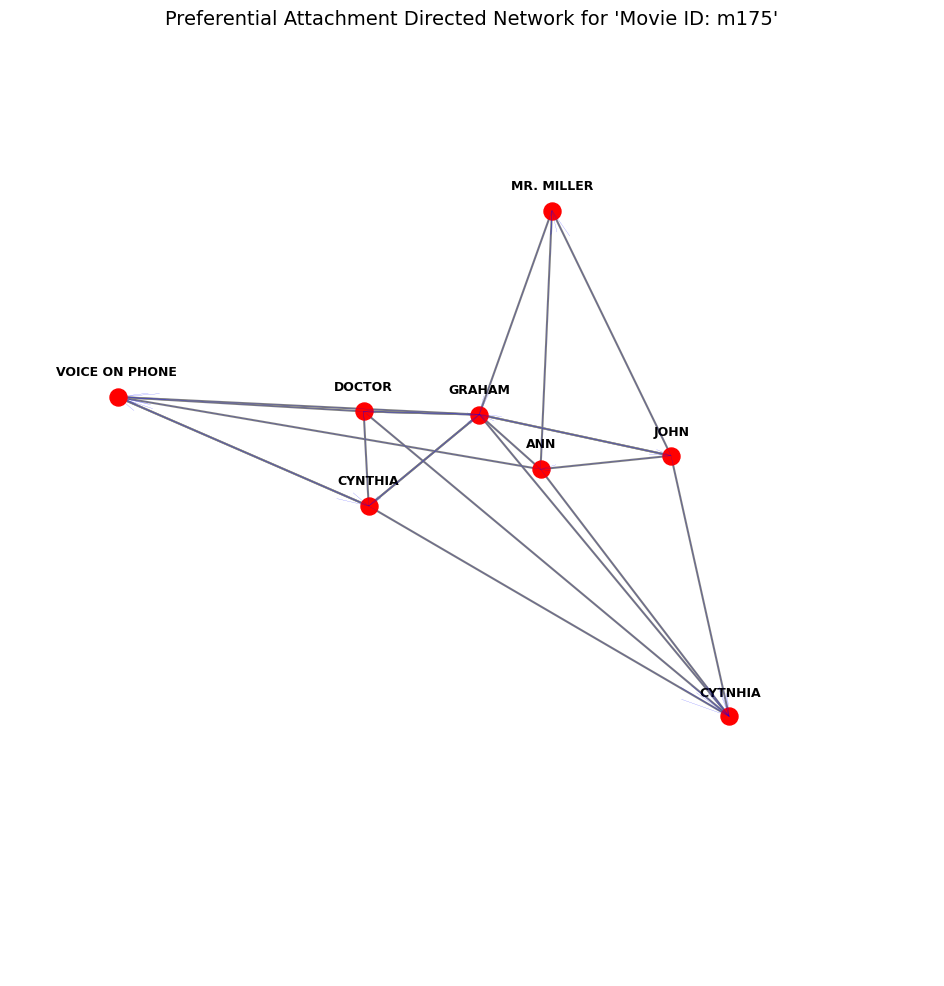 Preferential Attachment Directed Network for 'Movie ID: m175'
MR. MILLER
VOICE ON PHONE
DOCTOR
GRAHAM
JOHN
ANN
CYNTHIA
CYTNHIA